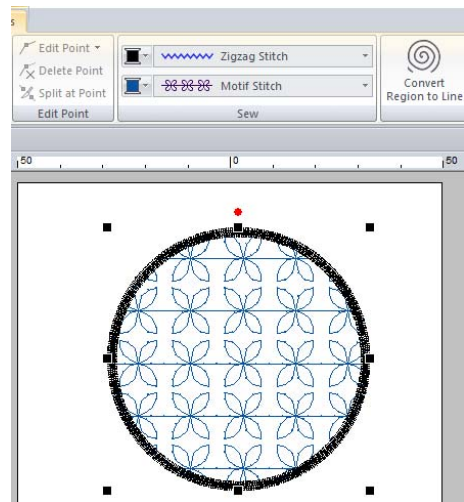 s
Edit Point
Delete Point
Split at Point
Edit Point
Zigzag Stitch
Motif Stitch
Sew
Convert
Region to Line
50 0 50